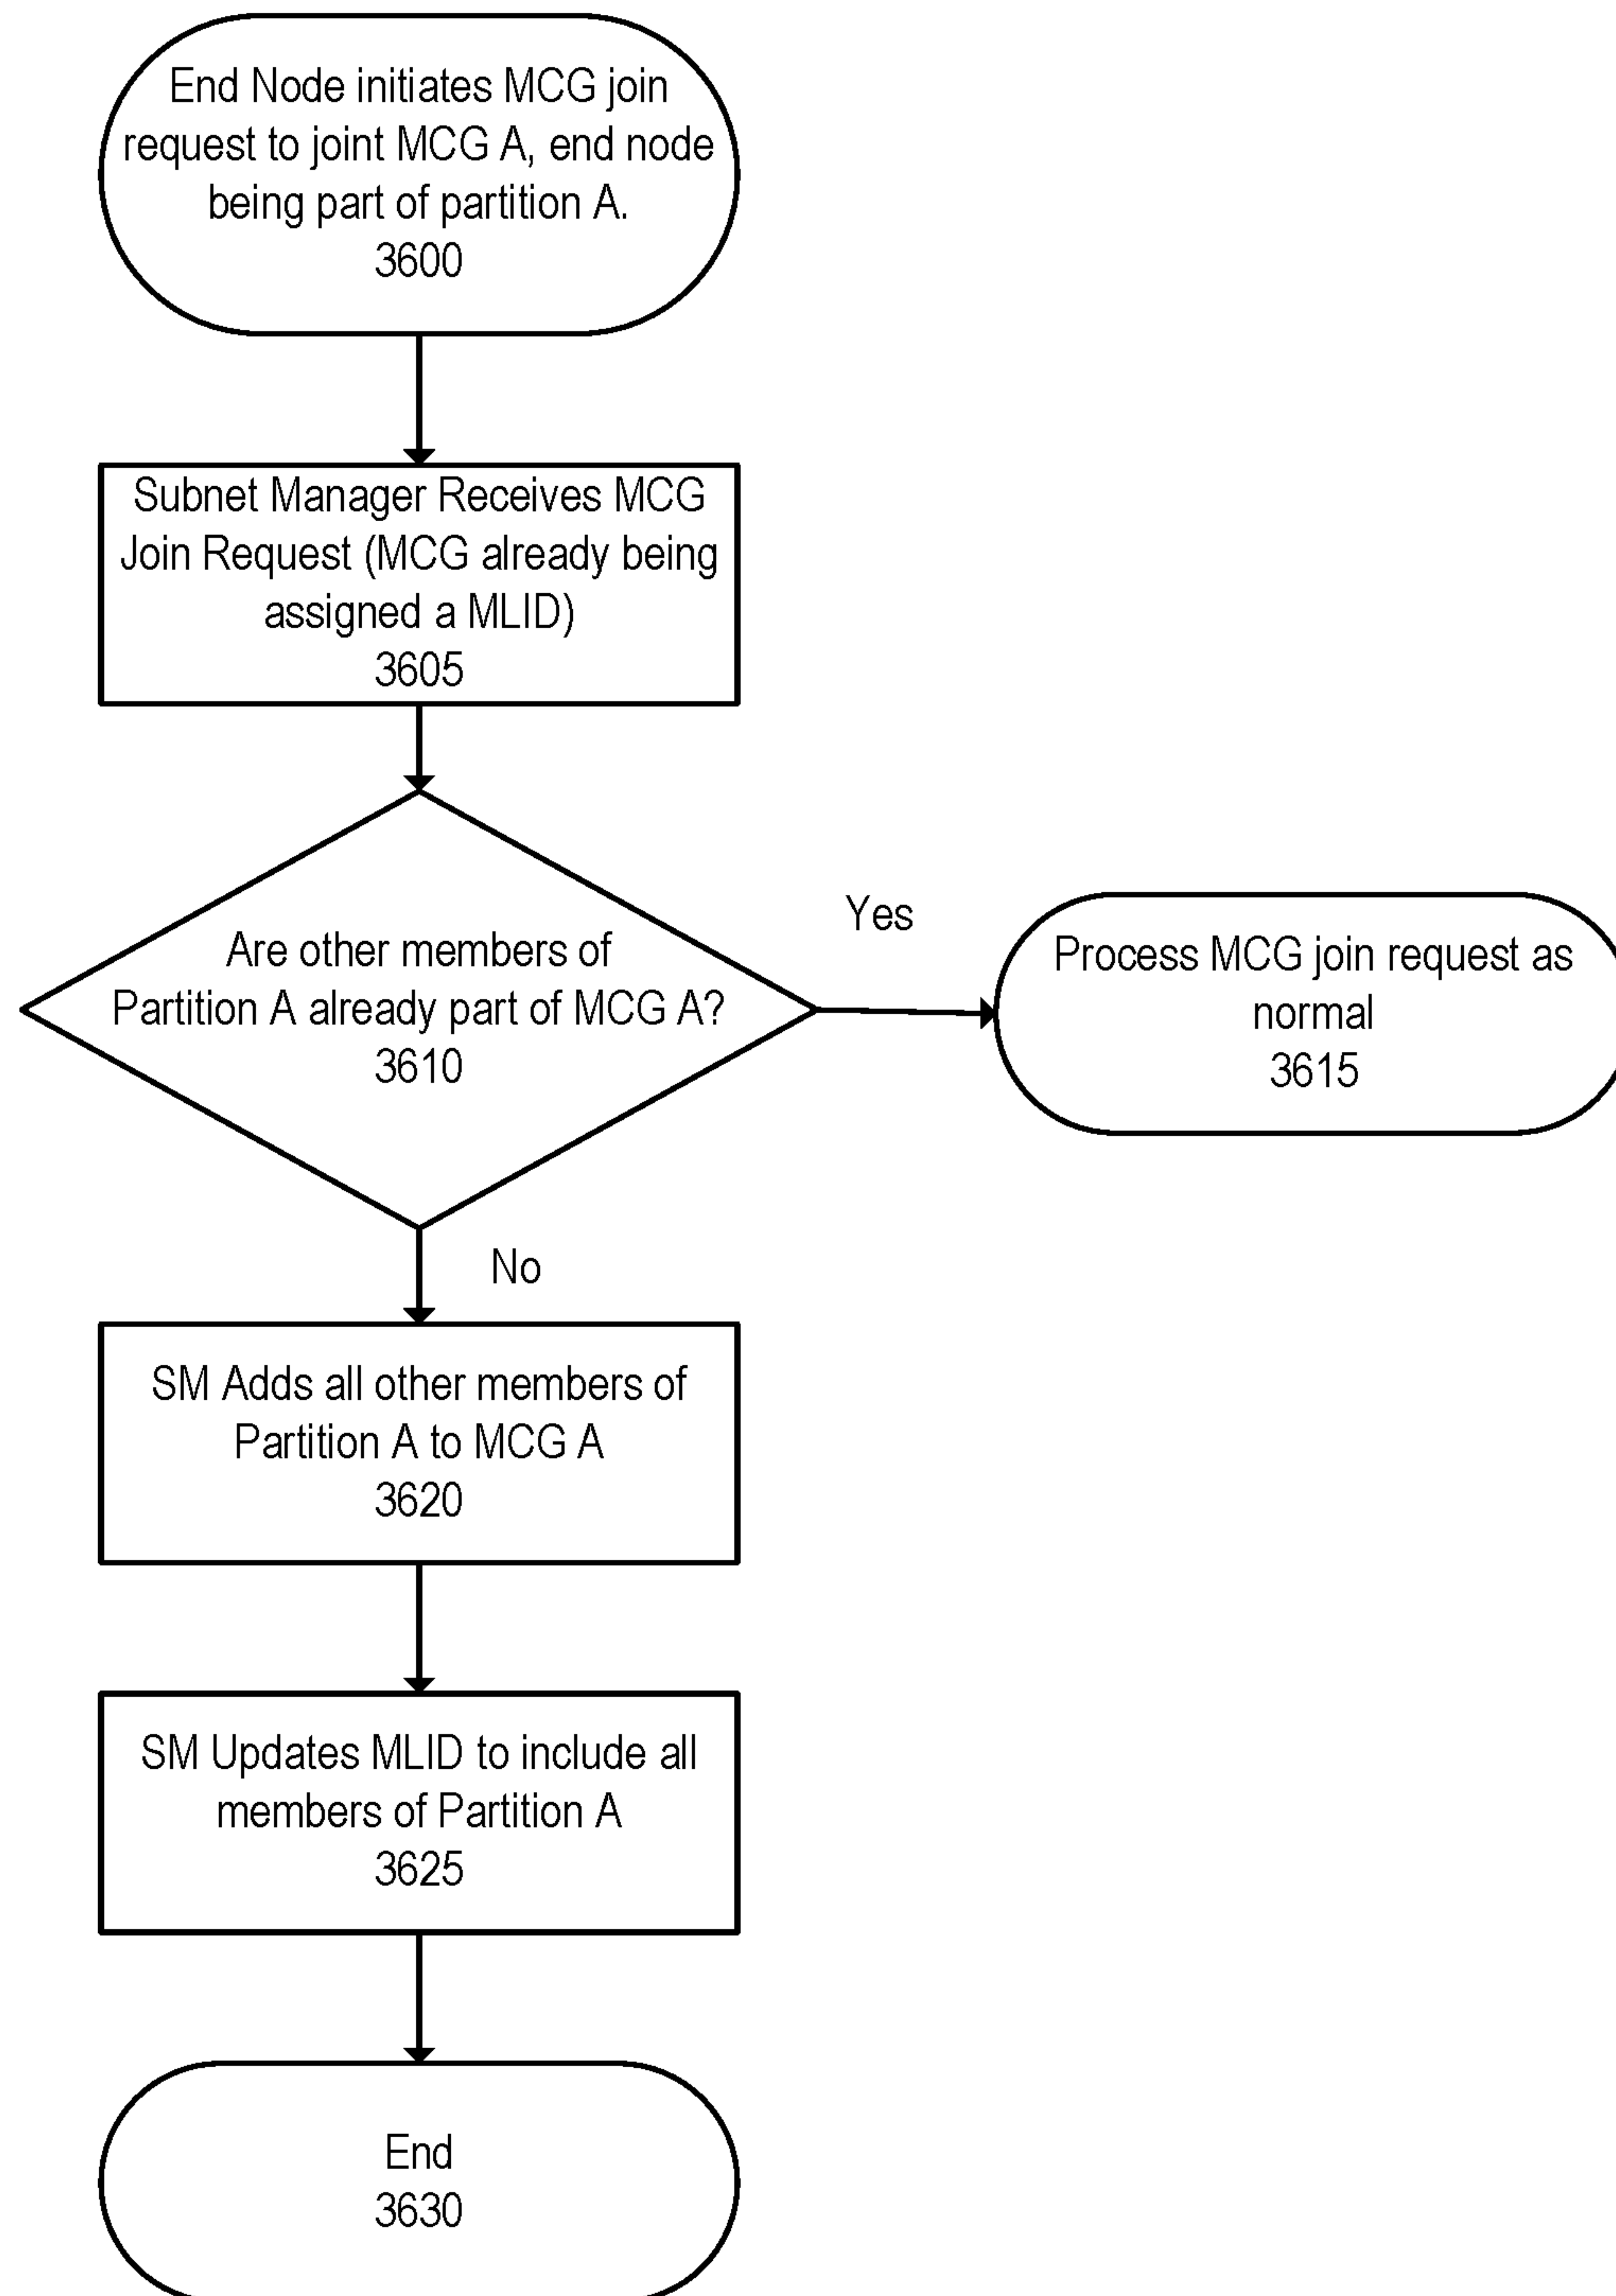 End Node initiates MCG join
request to joint MCG A, end node
being part of partition A.
3600
Subnet Manager Receives MCG
Join Request (MCG already being
assigned a MLID)
3605
Are other members of
Partition A already part of MCG A?
3610
Yes
Process MCG join request as
normal
3615
No
SM Adds all other members of
Partition A to MCG A
3620
SM Updates MLID to include all
members of Partition A
3625
End
3630